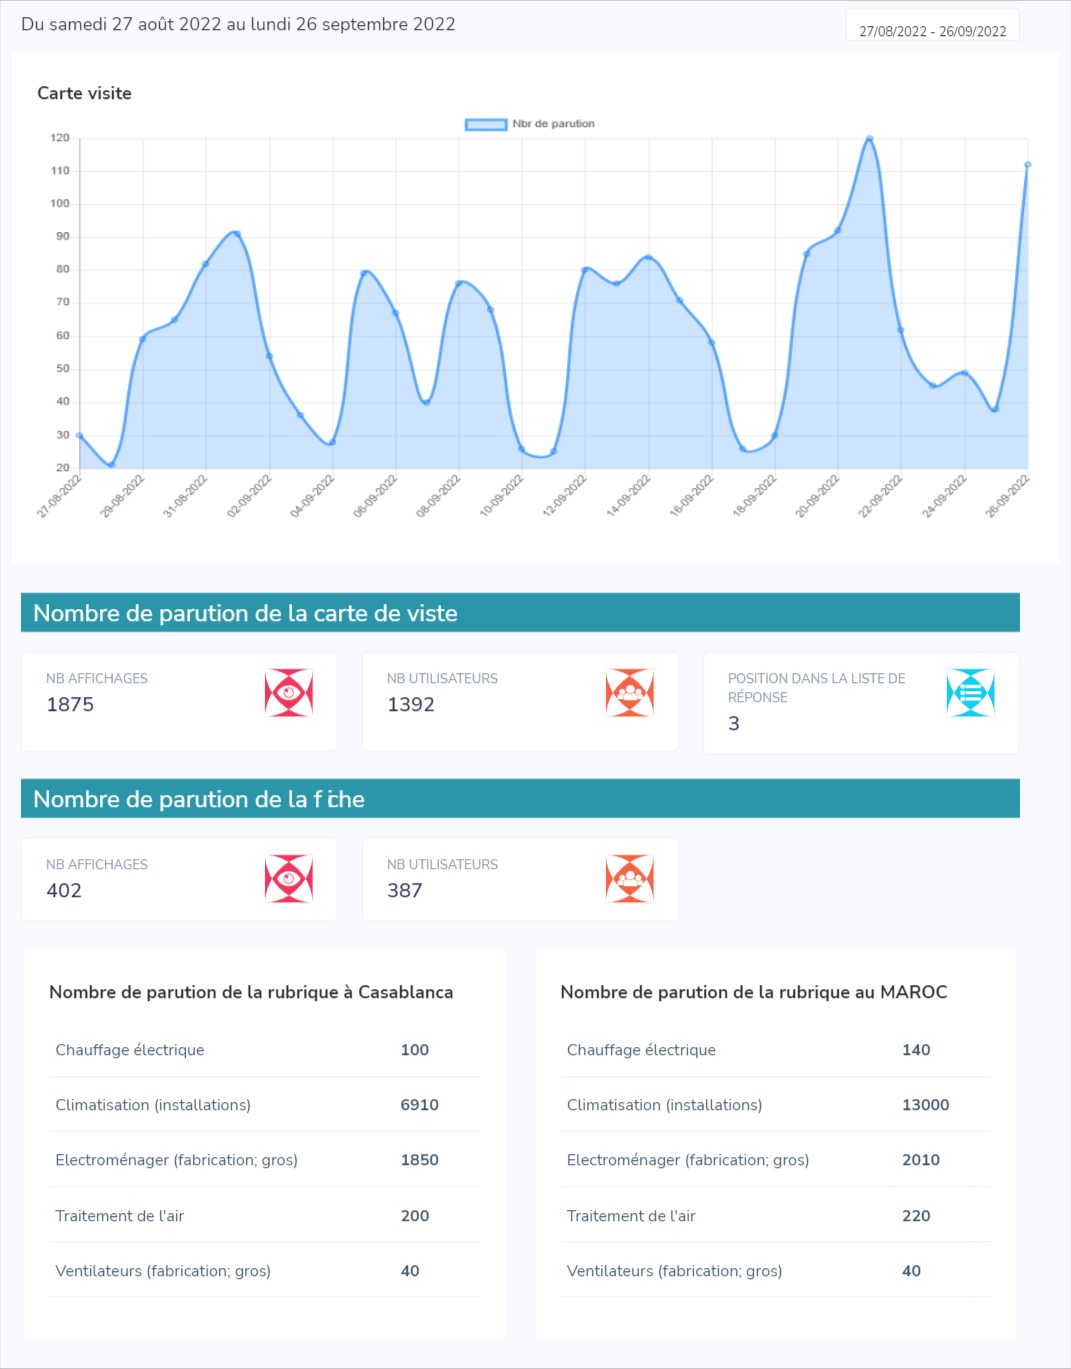 Du samedi 27 août 2022 au lundi 26 septembre 2022
27/08/2022 - 26/09/2022
Carte visite
Nbr de parution
120
110
100
90
80
70
60
50
40
30
20
27-08-2022
29-08-2022
31-08-2022
02-09-2022
04-09-2022
06-09-2022
08-09-2022
10-09-2022
12-09-2022
14-09-2022
16-09-2022
18-09-2022
20-09-2022
22-09-2022
24-09-2022
26-09-2022
Nombre de parution de la carte de viste
NB AFFICHAGES
1875
NB UTILISATEURS
1392
POSITION DANS LA LISTE DE
RÉPONSE
3
Nombre de parution de la fiche
NB AFFICHAGES
402
NB UTILISATEURS
387
Nombre de parution de la rubrique à Casablanca
Chauffage électrique 100
Climatisation (installations) 6910
Electroménager (fabrication; gros) 1850
Traitement de l'air 200
Ventilateurs (fabrication; gros) 40
Nombre de parution de la rubrique au MAROC
Chauffage électrique 140
Climatisation (installations) 13000
Electroménager (fabrication; gros) 2010
Traitement de l'air 220
Ventilateurs (fabrication; gros) 40